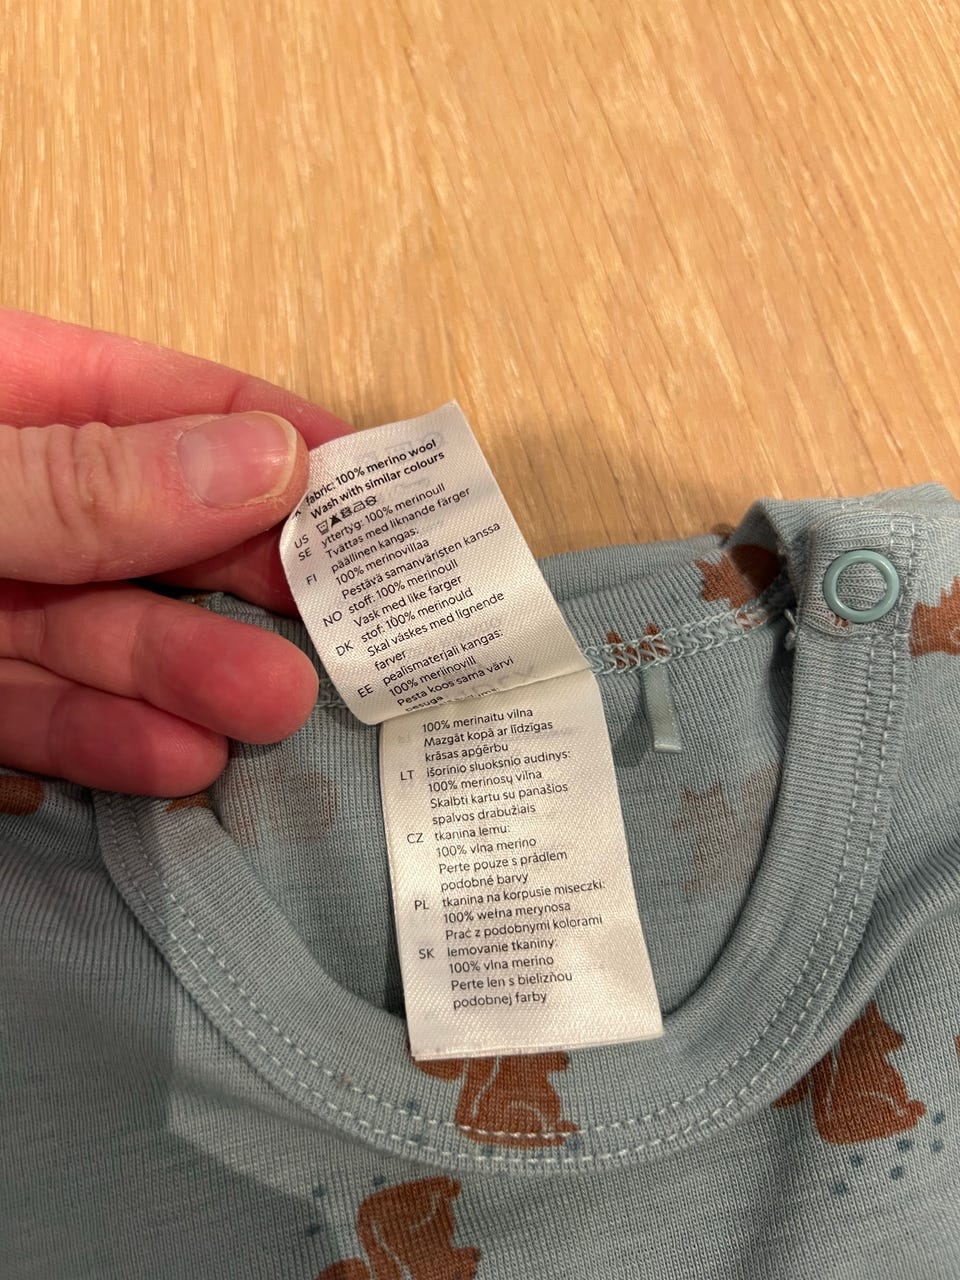 fabric: 100% merino wool
Wash with similar colours
US
SE yttertyg: 100% merinoull
Tvättas med liknande färger
FI päällinen kangas:
100% merinovillaa
Pestävä samanväristen kanssa
NO stoff: 100% merinoull
Vask med like farger
DK stof: 100% merinould
Skal vaskes med lignende
farver
EE pealismaterjali kangas:
100% meriinovill
Pesta koos sama värvi
pesuga
100% merinaitu vilna
Mazgāt kopā ar līdzīgas
krāsas apģērbu
LT išorinio sluoksnio audinys:
100% merinosų vilna
Skalbti kartu su panašios
spalvos drabužiais
CZ tkanina lemu:
100% vlna merino
Perte pouze s prádlem
podobné barvy
PL tkanina na korpusie miseczki:
100% wełna merynosa
Prać z podobnymi kolorami
SK lemovanie tkaniny:
100% vlna merino
Perte len s bielizňou
podobnej farby